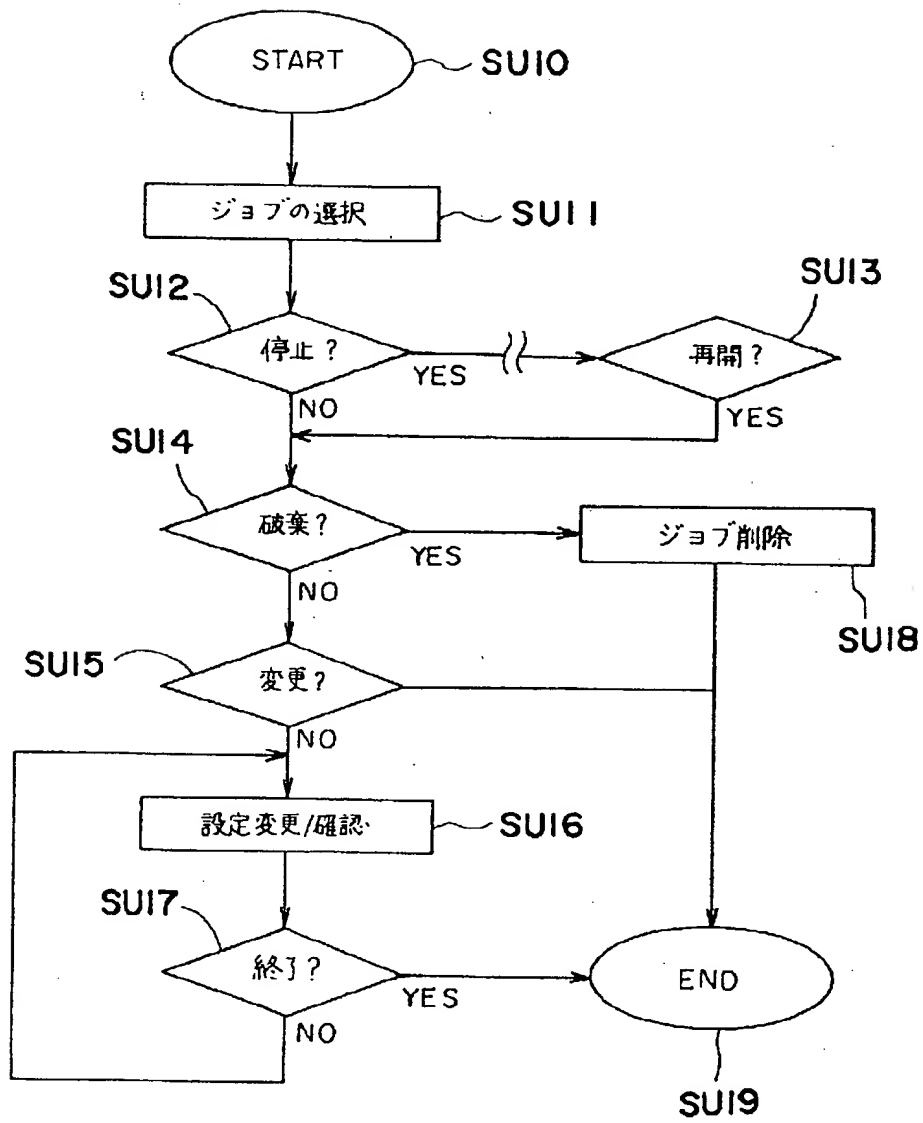 START
SU10
ジョブの選択
SU11
SU12
停止?
YES
NO
SU13
再開?
YES
SU14
破棄?
YES
NO
ジョブ削除
SU18
SU15
変更?
NO
設定変更/確認
SU16
SU17
終了?
YES
NO
END
SU19